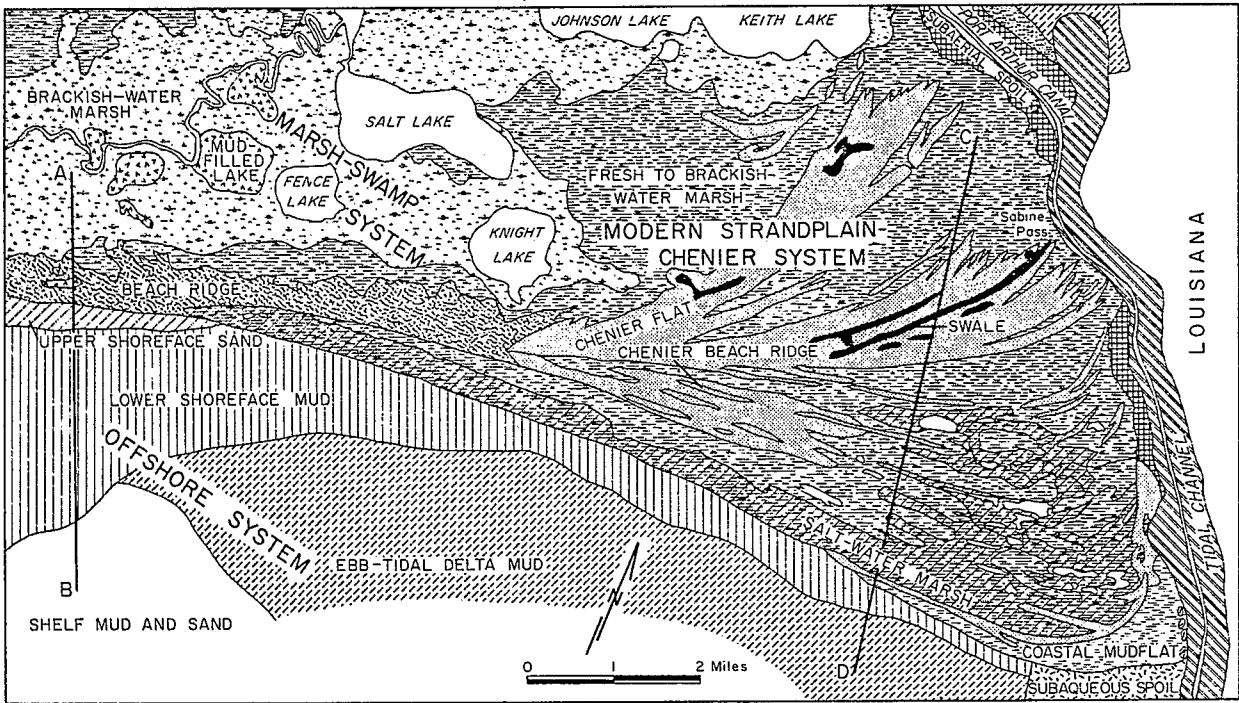 JOHNSON LAKE
KEITH LAKE
SUBAERIAL SPOIL
PORT ARTHUR CANAL
BRACKISH-WATER
MARSH
SALT LAKE
C
A
MUD
FILLED
LAKE
MARSH-SWAMP
SYSTEM
FENCE
LAKE
FRESH TO BRACKISH-
WATER MARSH
MODERN STRANDPLAIN-
CHENIER SYSTEM
Sabine
Pass
KNIGHT
LAKE
LOUISIANA
BEACH RIDGE
CHENIER FLAT
SWALE
UPPER SHOREFACE SAND
CHENIER BEACH RIDGE
LOWER SHOREFACE MUD
OFFSHORE SYSTEM
TIDAL CHANNEL
SALT-WATER MARSH
EBB-TIDAL DELTA MUD
B
N
SHELF MUD AND SAND
COASTAL MUDFLAT
0 1 2 Miles
D
SUBAQUEOUS SPOIL